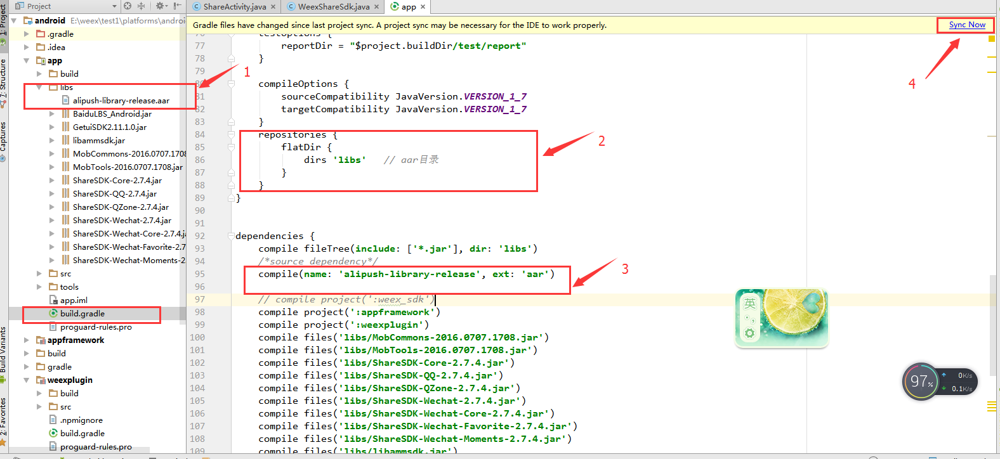 Project
ShareActivity.java
WeexShareSdk.java
app
Gradle files have changed since last project sync. A project sync may be necessary for the IDE to work properly.
Sync Now
1: Project
7: Structure
Captures
Build Variants
2: Favorites
android E:\weex\test1\platforms\androi
.gradle
.idea
app
build
libs
alipush-library-release.aar
BaiduLBS_Android.jar
GetuiSDK2.11.1.0.jar
libammsdk.jar
MobCommons-2016.0707.1708
MobTools-2016.0707.1708.jar
ShareSDK-Core-2.7.4.jar
ShareSDK-QQ-2.7.4.jar
ShareSDK-QZone-2.7.4.jar
ShareSDK-Wechat-2.7.4.jar
ShareSDK-Wechat-Core-2.7.4.ja
ShareSDK-Wechat-Favorite-2.7
ShareSDK-Wechat-Moments-2
src
tools
app.iml
build.gradle
proguard-rules.pro
appframework
build
gradle
weexplugin
build
src
.npmignore
build.gradle
proguard-rules.pro
76 testOptions {
77 reportDir = "$project.buildDir/test/report"
78 }
79
80 compileOptions {
81 sourceCompatibility JavaVersion.VERSION_1_7
82 targetCompatibility JavaVersion.VERSION_1_7
83 }
84 repositories {
85 flatDir {
86 dirs 'libs' // aar目录
87 }
88 }
89 }
90
91
92 dependencies {
93 compile fileTree(include: ['*.jar'], dir: 'libs')
94 /*source dependency*/
95 compile(name: 'alipush-library-release', ext: 'aar')
96
97 // compile project(':weex_sdk')
98 compile project(':appframework')
99 compile project(':weexplugin')
100 compile files('libs/MobCommons-2016.0707.1708.jar')
101 compile files('libs/MobTools-2016.0707.1708.jar')
102 compile files('libs/ShareSDK-Core-2.7.4.jar')
103 compile files('libs/ShareSDK-QQ-2.7.4.jar')
104 compile files('libs/ShareSDK-QZone-2.7.4.jar')
105 compile files('libs/ShareSDK-Wechat-2.7.4.jar')
106 compile files('libs/ShareSDK-Wechat-Core-2.7.4.jar')
107 compile files('libs/ShareSDK-Wechat-Favorite-2.7.4.jar')
108 compile files('libs/ShareSDK-Wechat-Moments-2.7.4.jar')
109 compile files('libs/libammsdk.jar')
1
2
3
4
英
97%
0K/s
0.1K/s